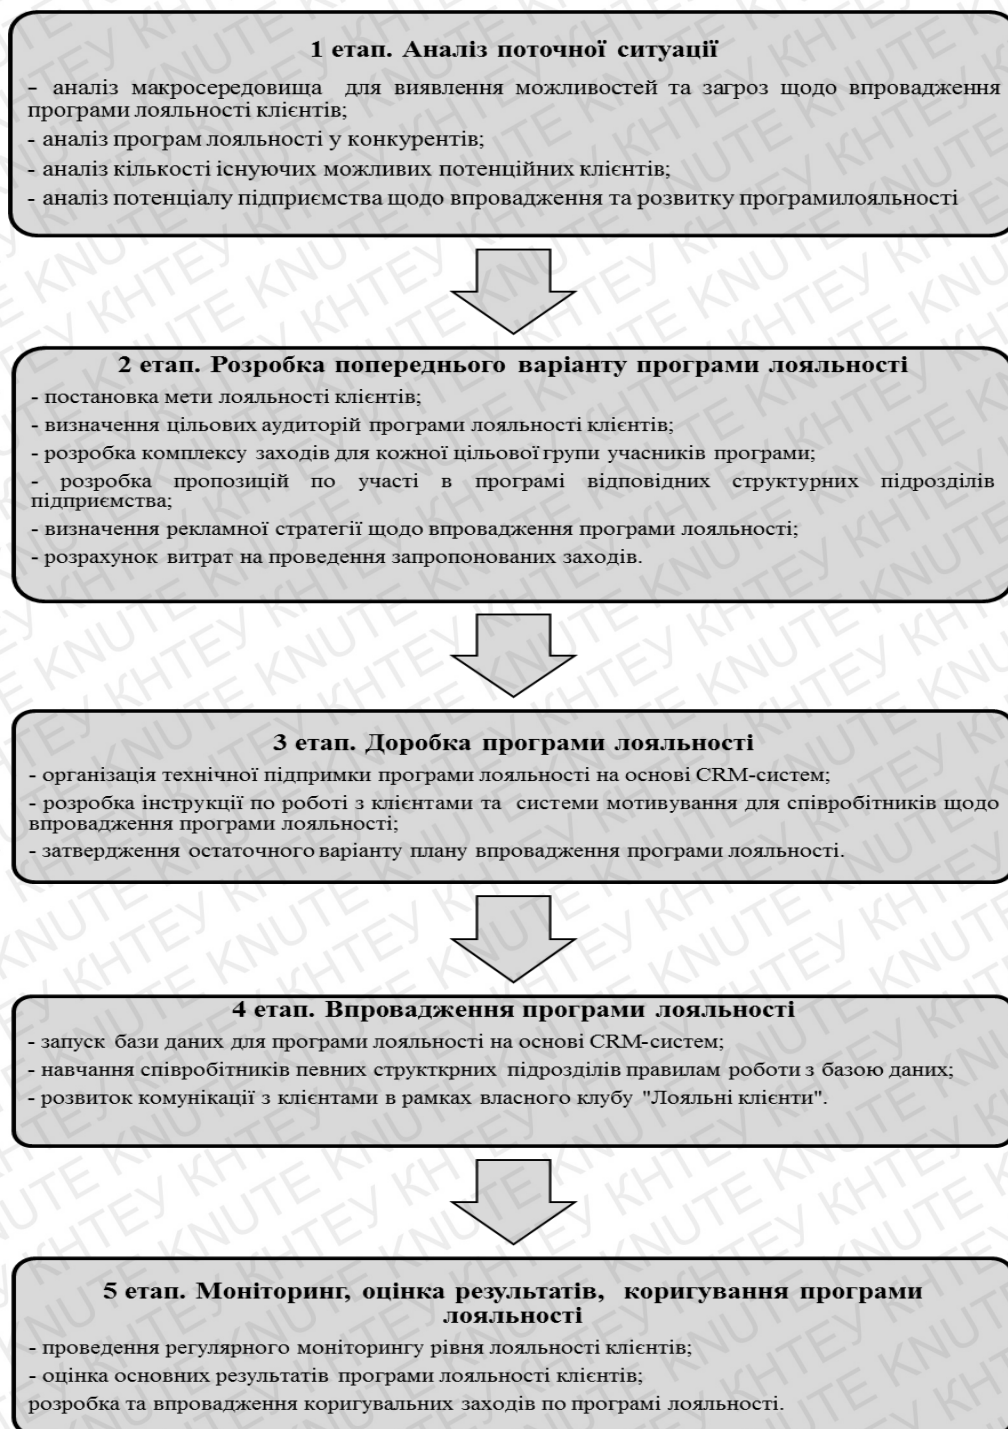 1 етап. Аналіз поточної ситуації
- аналіз макросередовища для виявлення можливостей та загроз щодо впровадження
програми лояльності клієнтів;
- аналіз програм лояльності у конкурентів;
- аналіз кількості існуючих можливих потенційних клієнтів;
- аналіз потенціалу підприємства щодо впровадження та розвитку програмилояльності
2 етап. Розробка попереднього варіанту програми лояльності
- постановка мети лояльності клієнтів;
- визначення цільових аудиторій програми лояльності клієнтів;
- розробка комплексу заходів для кожної цільової групи учасників програми;
- розробка пропозицій по участі в програмі відповідних структурних підрозділів
підприємства;
- визначення рекламної стратегії щодо впровадження програми лояльності;
- розрахунок витрат на проведення запропонованих заходів.
3 етап. Доробка програми лояльності
- організація технічної підпримки програми лояльності на основі CRM-систем;
- розробка інструкції по роботі з клієнтами та системи мотивування для співробітників щодо
впровадження програми лояльності;
- затвердження остаточного варіанту плану впровадження програми лояльності.
4 етап. Впровадження програми лояльності
- запуск бази даних для програми лояльності на основі CRM-систем;
- навчання співробітників певних структкрних підрозділів правилам роботи з базою даних;
- розвиток комунікації з клієнтами в рамках власного клубу "Лояльні клієнти".
5 етап. Моніторинг, оцінка результатів, коригування програми
лояльності
- проведення регулярного моніторингу рівня лояльності клієнтів;
- оцінка основних результатів програми лояльності клієнтів;
розробка та впровадження коригувальних заходів по програмі лояльності.